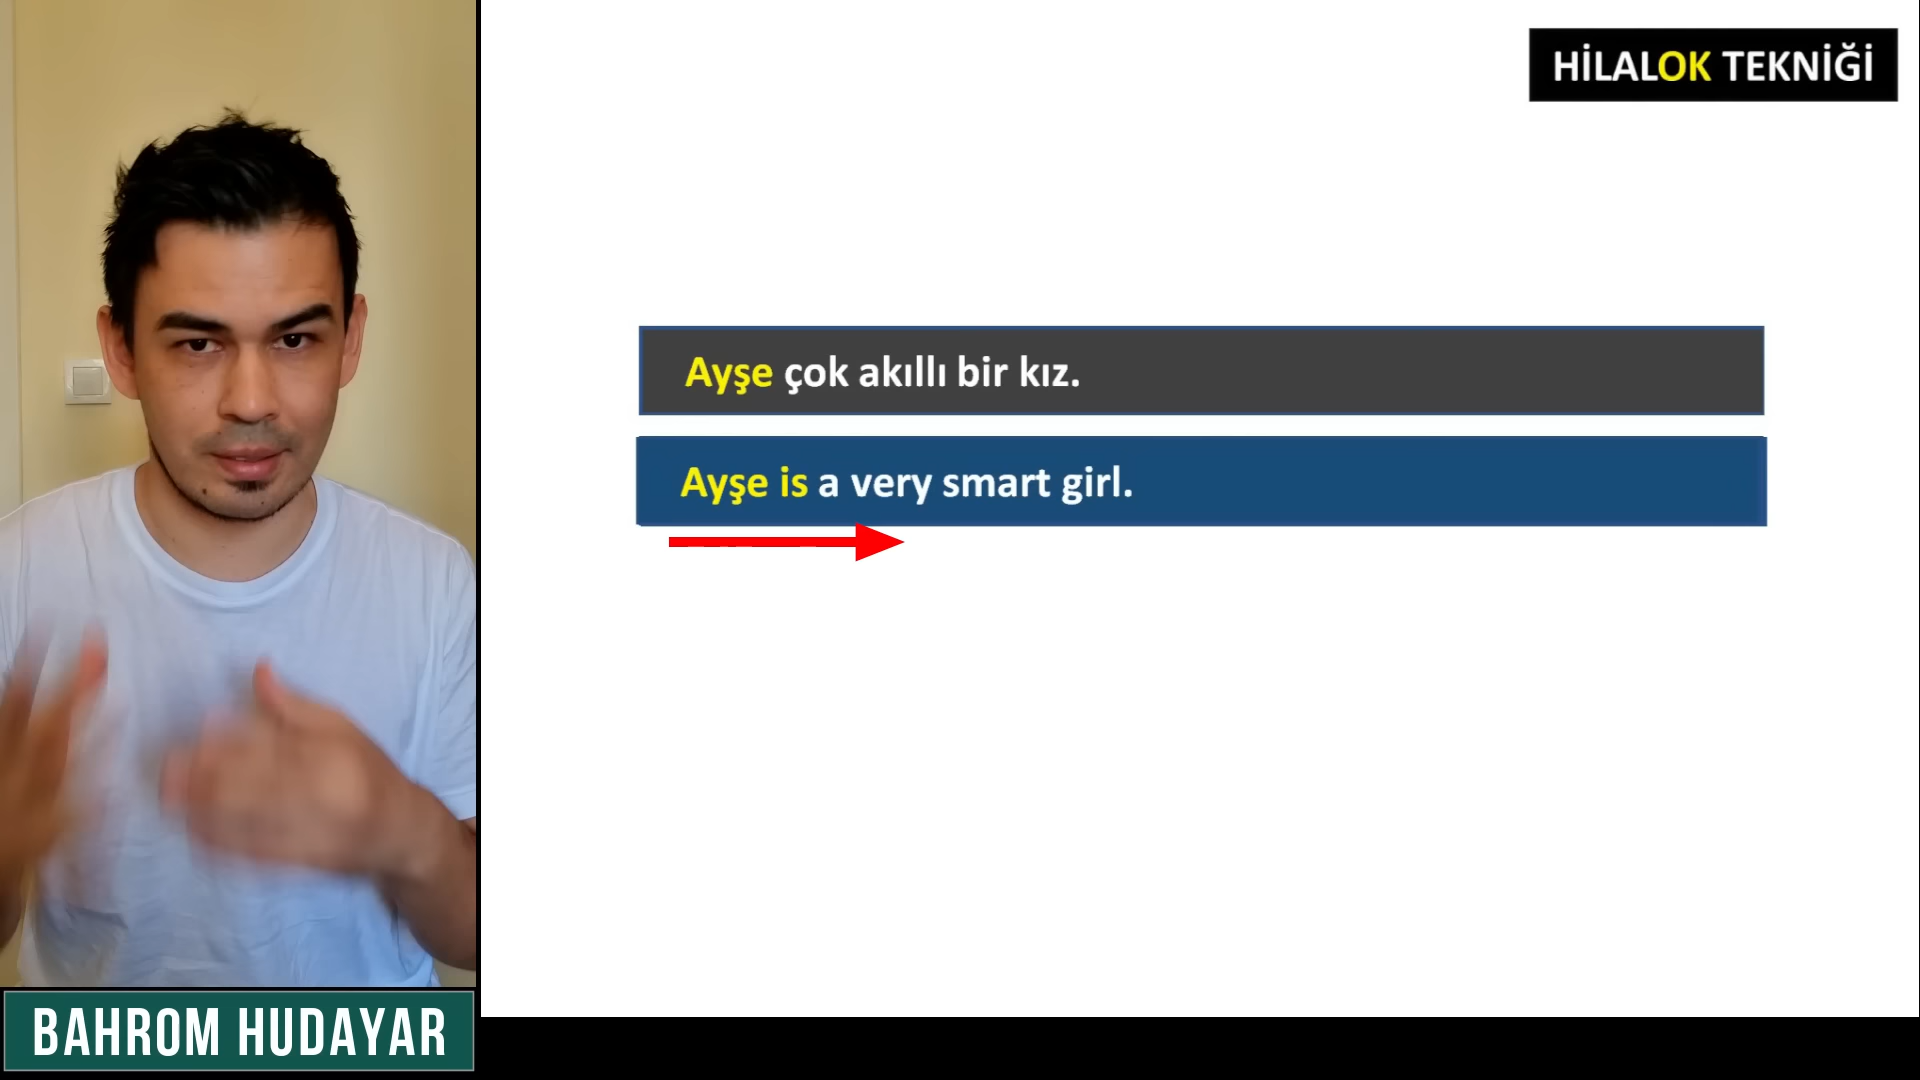 HİLALOK TEKNİĞİ
Ayşe çok akıllı bir kız.
Ayşe is a very smart girl.
BAHROM HUDAYAR